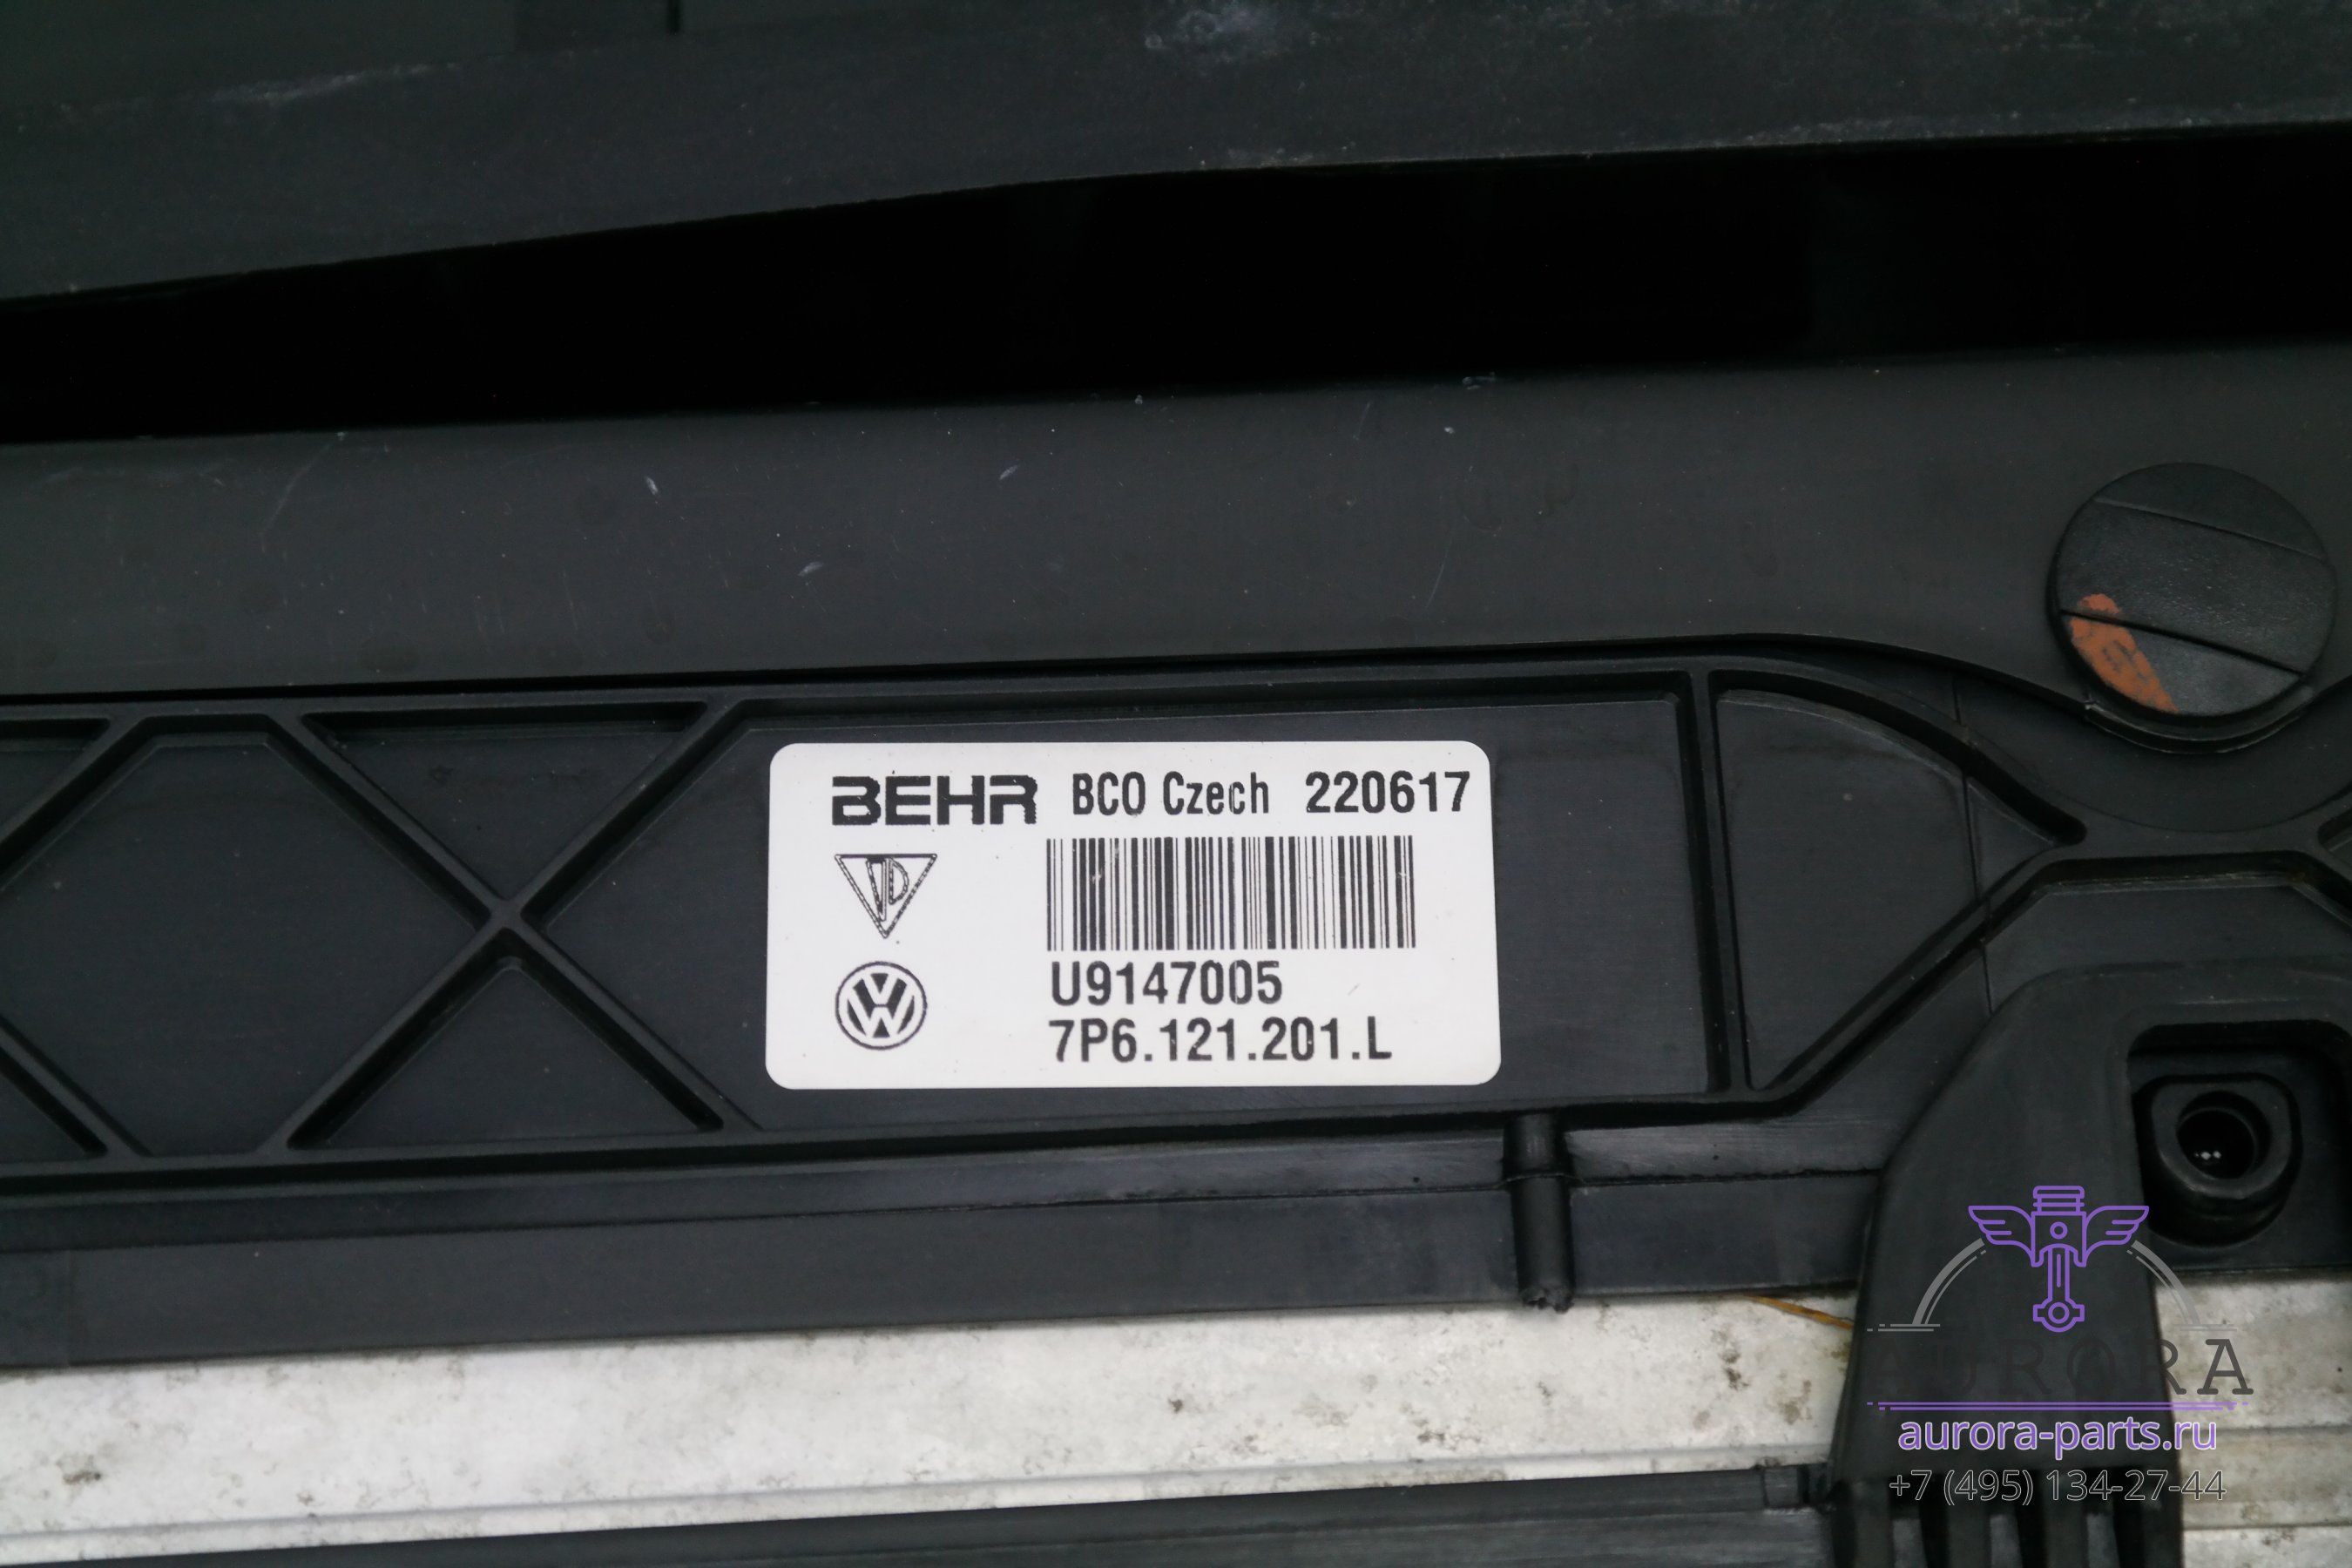 BEHR BCO Czech 220617
U9147005
7P6.121.201.L
AURORA
aurora-parts.ru
+7 (495) 134-27-44